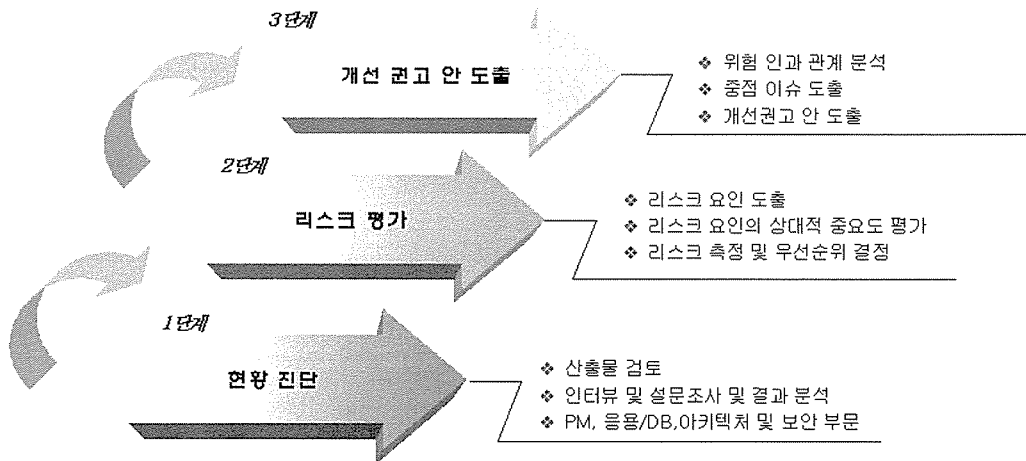 3단계
개선 권고 안 도출
❖ 위험 인과 관계 분석
❖ 중점 이슈 도출
❖ 개선권고 안 도출
2단계
리스크 평가
❖ 리스크 요인 도출
❖ 리스크 요인의 상대적 중요도 평가
❖ 리스크 측정 및 우선순위 결정
1단계
현황 진단
❖ 산출물 검토
❖ 인터뷰 및 설문조사 및 결과 분석
❖ PM, 응용/DB,아키텍처 및 보안 부문